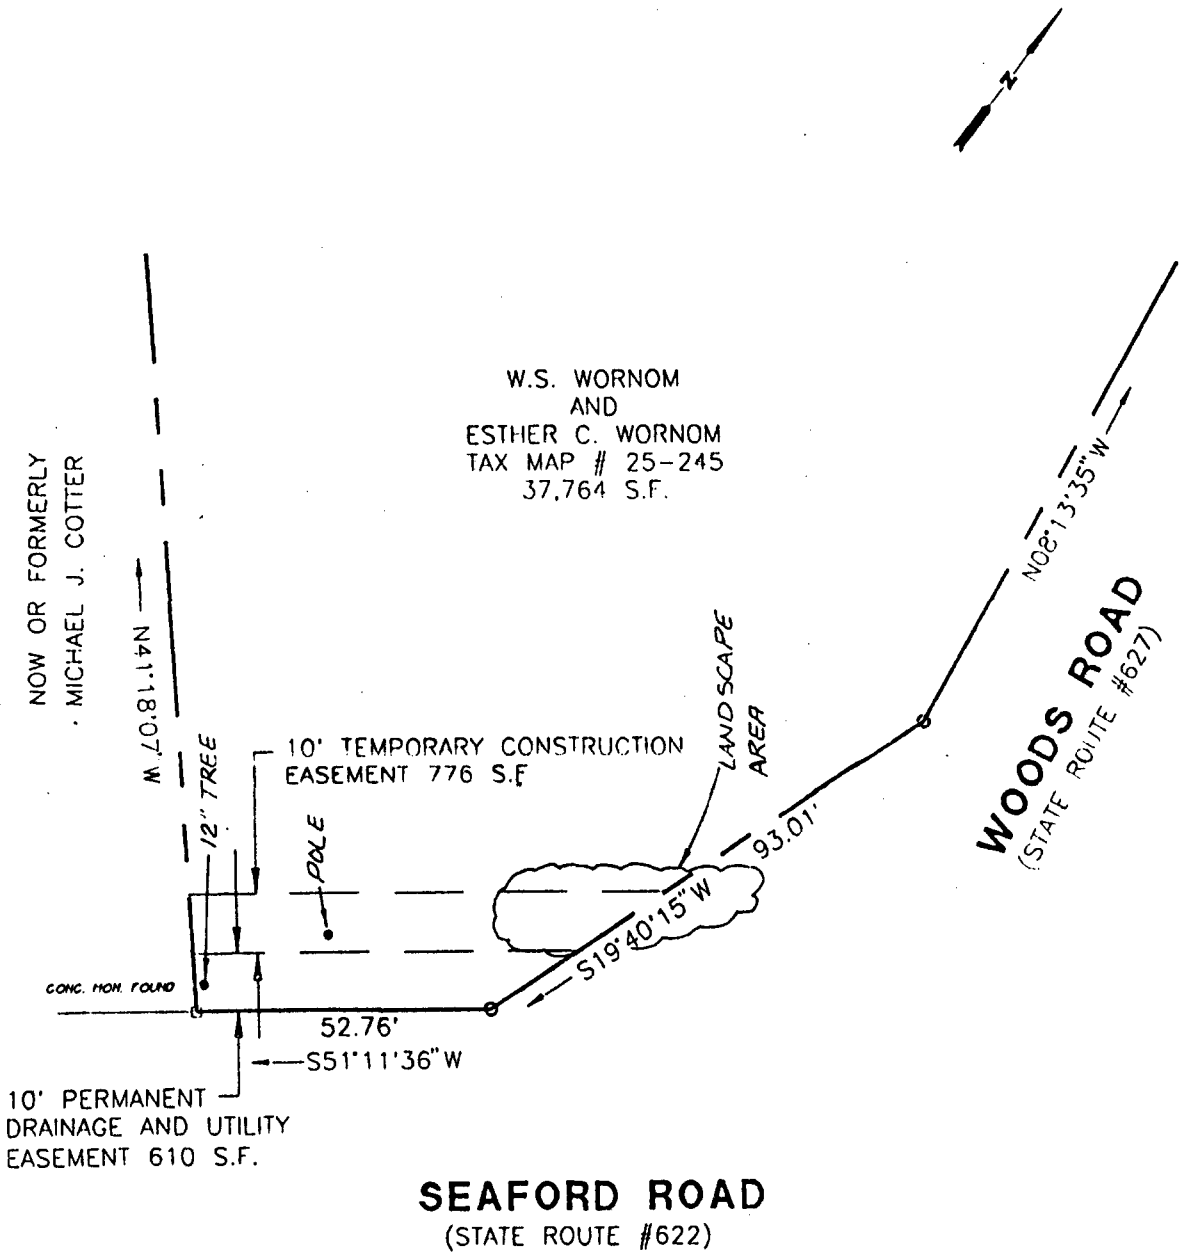 N
W.S. WORNOM
AND
ESTHER C. WORNOM
TAX MAP # 25-245
37,764 S.F.
NOW OR FORMERLY
MICHAEL J. COTTER
N41°18'07" W
N08°13'35" W
WOODS ROAD
(STATE ROUTE #627)
LANDSCAPE
AREA
10' TEMPORARY CONSTRUCTION
EASEMENT 776 S.F
12" TREE
POLE
93.01'
S19°40'15" W
CONC. MON. FOUND
52.76'
S51°11'36" W
10' PERMANENT
DRAINAGE AND UTILITY
EASEMENT 610 S.F.
SEAFORD ROAD
(STATE ROUTE #622)